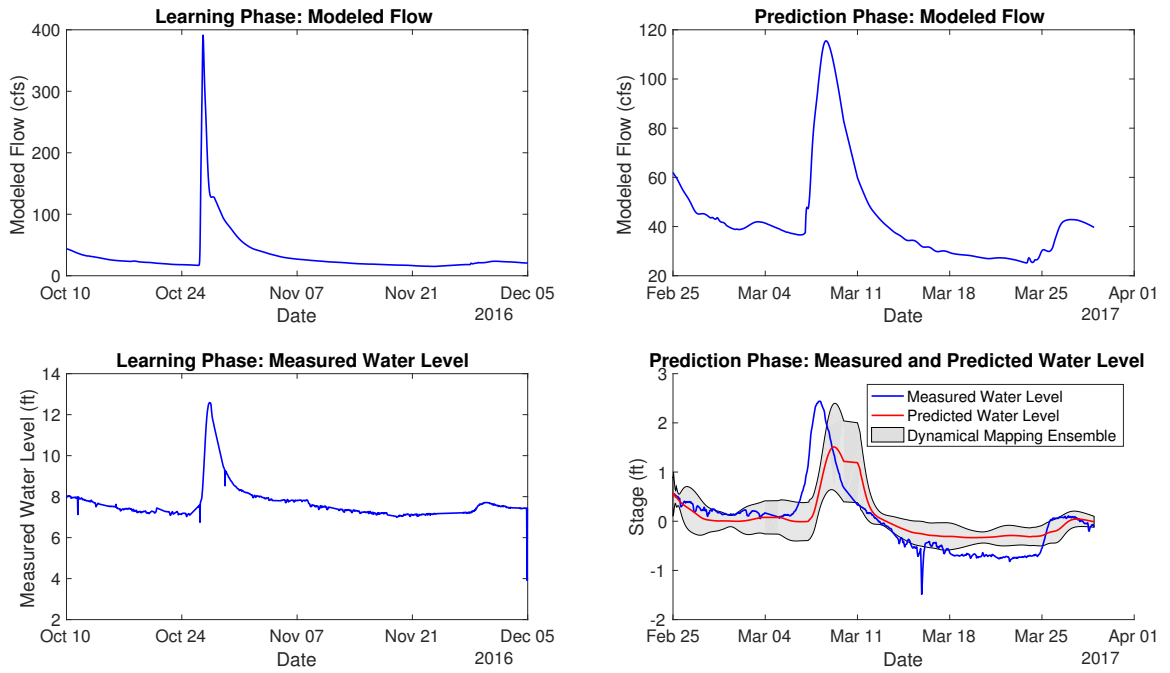 Learning Phase: Modeled Flow
Modeled Flow (cfs)
400
300
200
100
0
Oct 10
Oct 24
Nov 07
Nov 21
Dec 05
Date
2016
Prediction Phase: Modeled Flow
Modeled Flow (cfs)
120
100
80
60
40
20
Feb 25
Mar 04
Mar 11
Mar 18
Mar 25
Apr 01
Date
2017
Learning Phase: Measured Water Level
Measured Water Level (ft)
14
12
10
8
6
4
2
Oct 10
Oct 24
Nov 07
Nov 21
Dec 05
Date
2016
Prediction Phase: Measured and Predicted Water Level
Stage (ft)
3
2
1
0
-1
-2
Measured Water Level
Predicted Water Level
Dynamical Mapping Ensemble
Feb 25
Mar 04
Mar 11
Mar 18
Mar 25
Apr 01
Date
2017